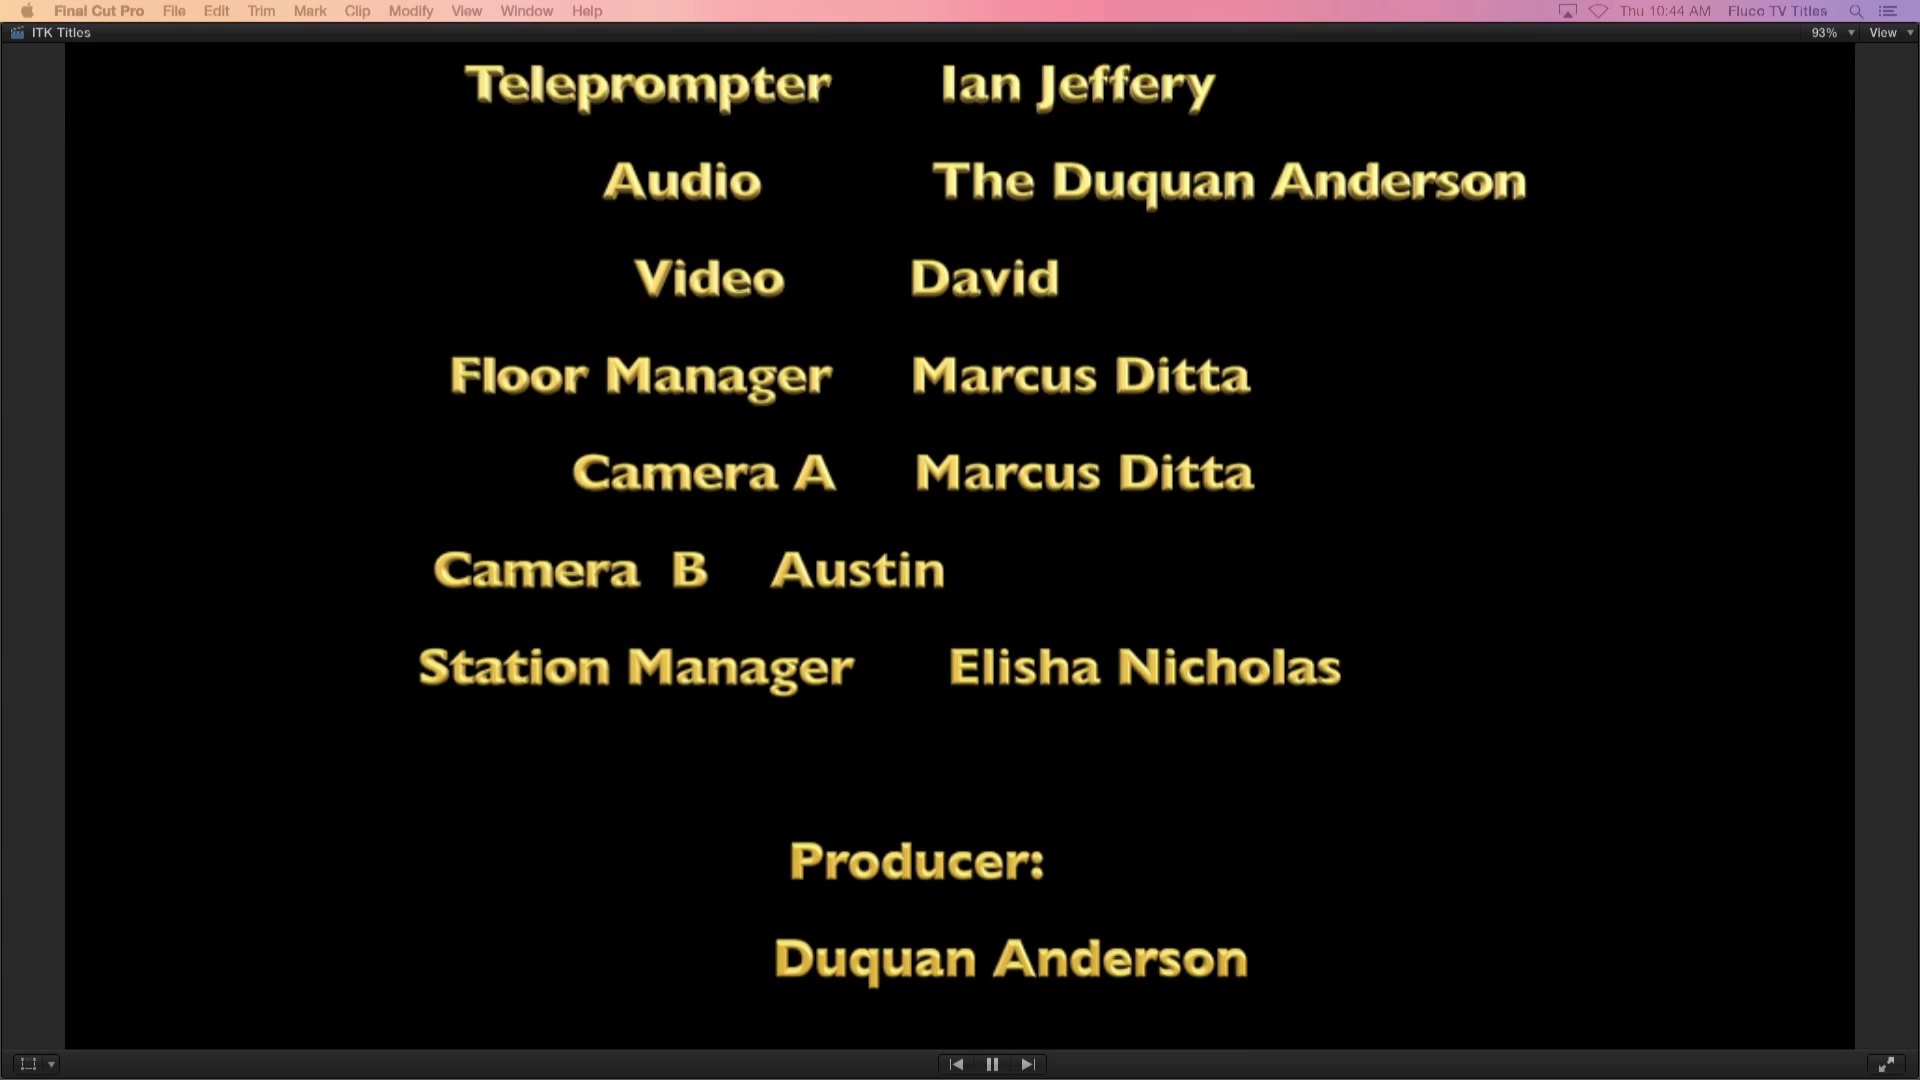 Final Cut Pro File Edit Trim Mark Clip Modify View Window Help Thu 10:44 AM Fluco TV Titles
ITK Titles 93% View
Teleprompter Ian Jeffery
Audio The Duquan Anderson
Video David
Floor Manager Marcus Ditta
Camera A Marcus Ditta
Camera B Austin
Station Manager Elisha Nicholas
Producer:
Duquan Anderson